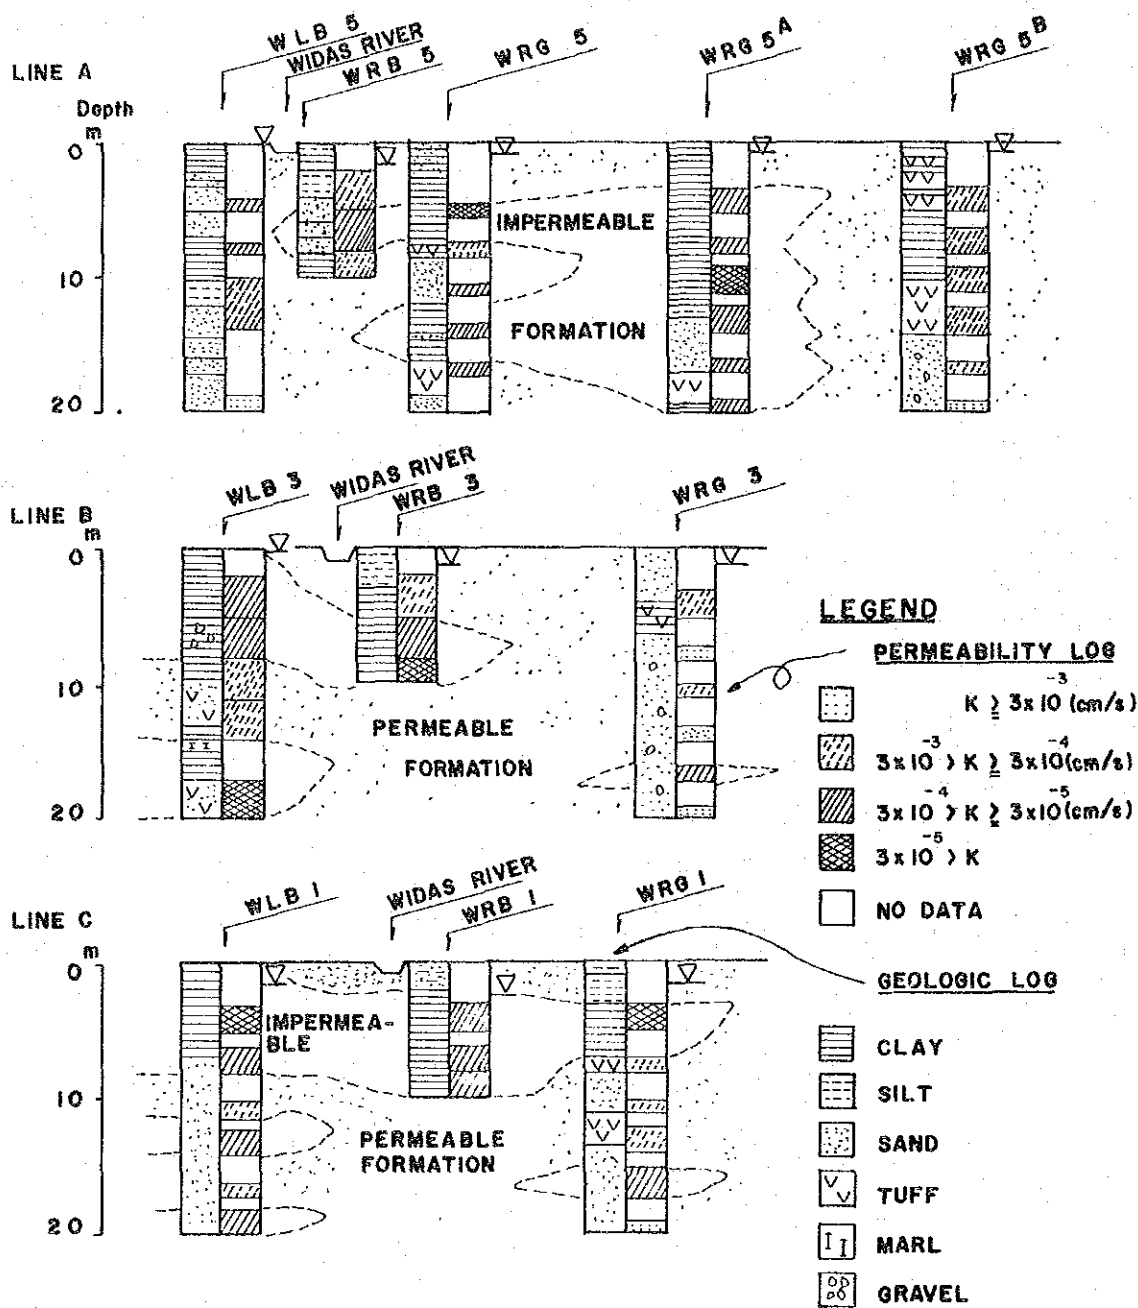 LINE A
WLB 5
WIDAS RIVER
WRB 5
WRG 5
WRG 5A
WRG 5B
Depth
m
0
10
20
IMPERMEABLE
FORMATION
LINE B
m
WLB 3
WIDAS RIVER
WRB 3
WRG 3
0
10
20
PERMEABLE
FORMATION
LINE C
m
WLB 1
WIDAS RIVER
WRB 1
WRG 1
0
10
20
IMPERMEA-
BLE
PERMEABLE
FORMATION
LEGEND
PERMEABILITY LOG
K ≧ 3x10⁻³ (cm/s)
3x10⁻³ > K ≧ 3x10⁻⁴ (cm/s)
3x10⁻⁴ > K ≧ 3x10⁻⁵ (cm/s)
3x10⁻⁵ > K
NO DATA
GEOLOGIC LOG
CLAY
SILT
SAND
TUFF
MARL
GRAVEL